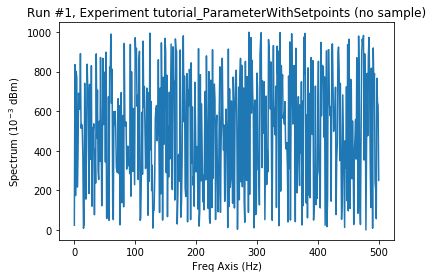 Run #1, Experiment tutorial_ParameterWithSetpoints (no sample)
1000
800
600
400
200
0
Spectrum (10⁻³ dBm)
0 100 200 300 400 500
Freq Axis (Hz)